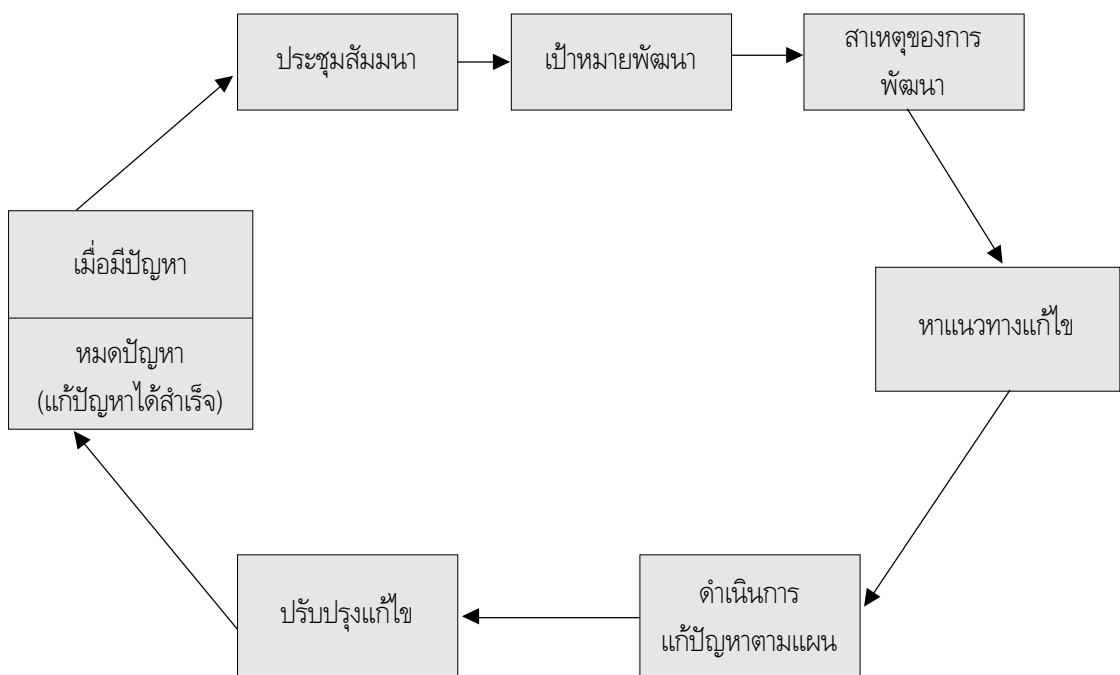 ประชุมสัมมนา
เป้าหมายพัฒนา
สาเหตุของการ
พัฒนา
เมื่อมีปัญหา
หมดปัญหา
(แก้ปัญหาได้สำเร็จ)
หาแนวทางแก้ไข
ปรับปรุงแก้ไข
ดำเนินการ
แก้ปัญหาตามแผน